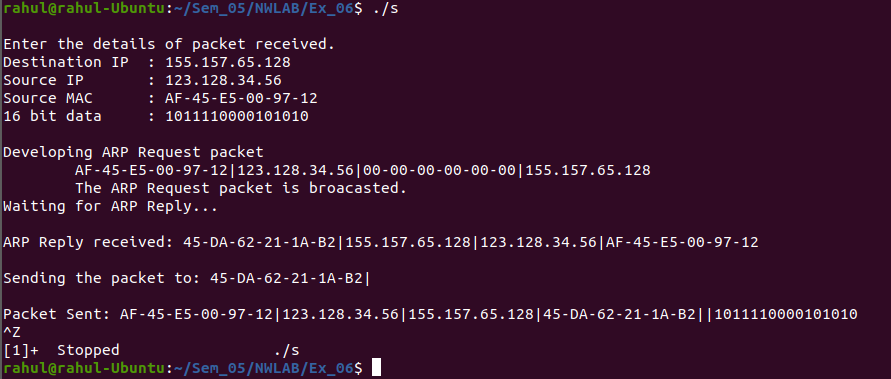 rahul@rahul-Ubuntu:~/Sem_05/NWLAB/Ex_06$ ./s
Enter the details of packet received.
Destination IP  : 155.157.65.128
Source IP       : 123.128.34.56
Source MAC      : AF-45-E5-00-97-12
16 bit data     : 1011110000101010
Developing ARP Request packet
        AF-45-E5-00-97-12|123.128.34.56|00-00-00-00-00-00|155.157.65.128
        The ARP Request packet is broacasted.
Waiting for ARP Reply...
ARP Reply received: 45-DA-62-21-1A-B2|155.157.65.128|123.128.34.56|AF-45-E5-00-97-12
Sending the packet to: 45-DA-62-21-1A-B2|
Packet Sent: AF-45-E5-00-97-12|123.128.34.56|155.157.65.128|45-DA-62-21-1A-B2||1011110000101010
^Z
[1]+  Stopped                 ./s
rahul@rahul-Ubuntu:~/Sem_05/NWLAB/Ex_06$